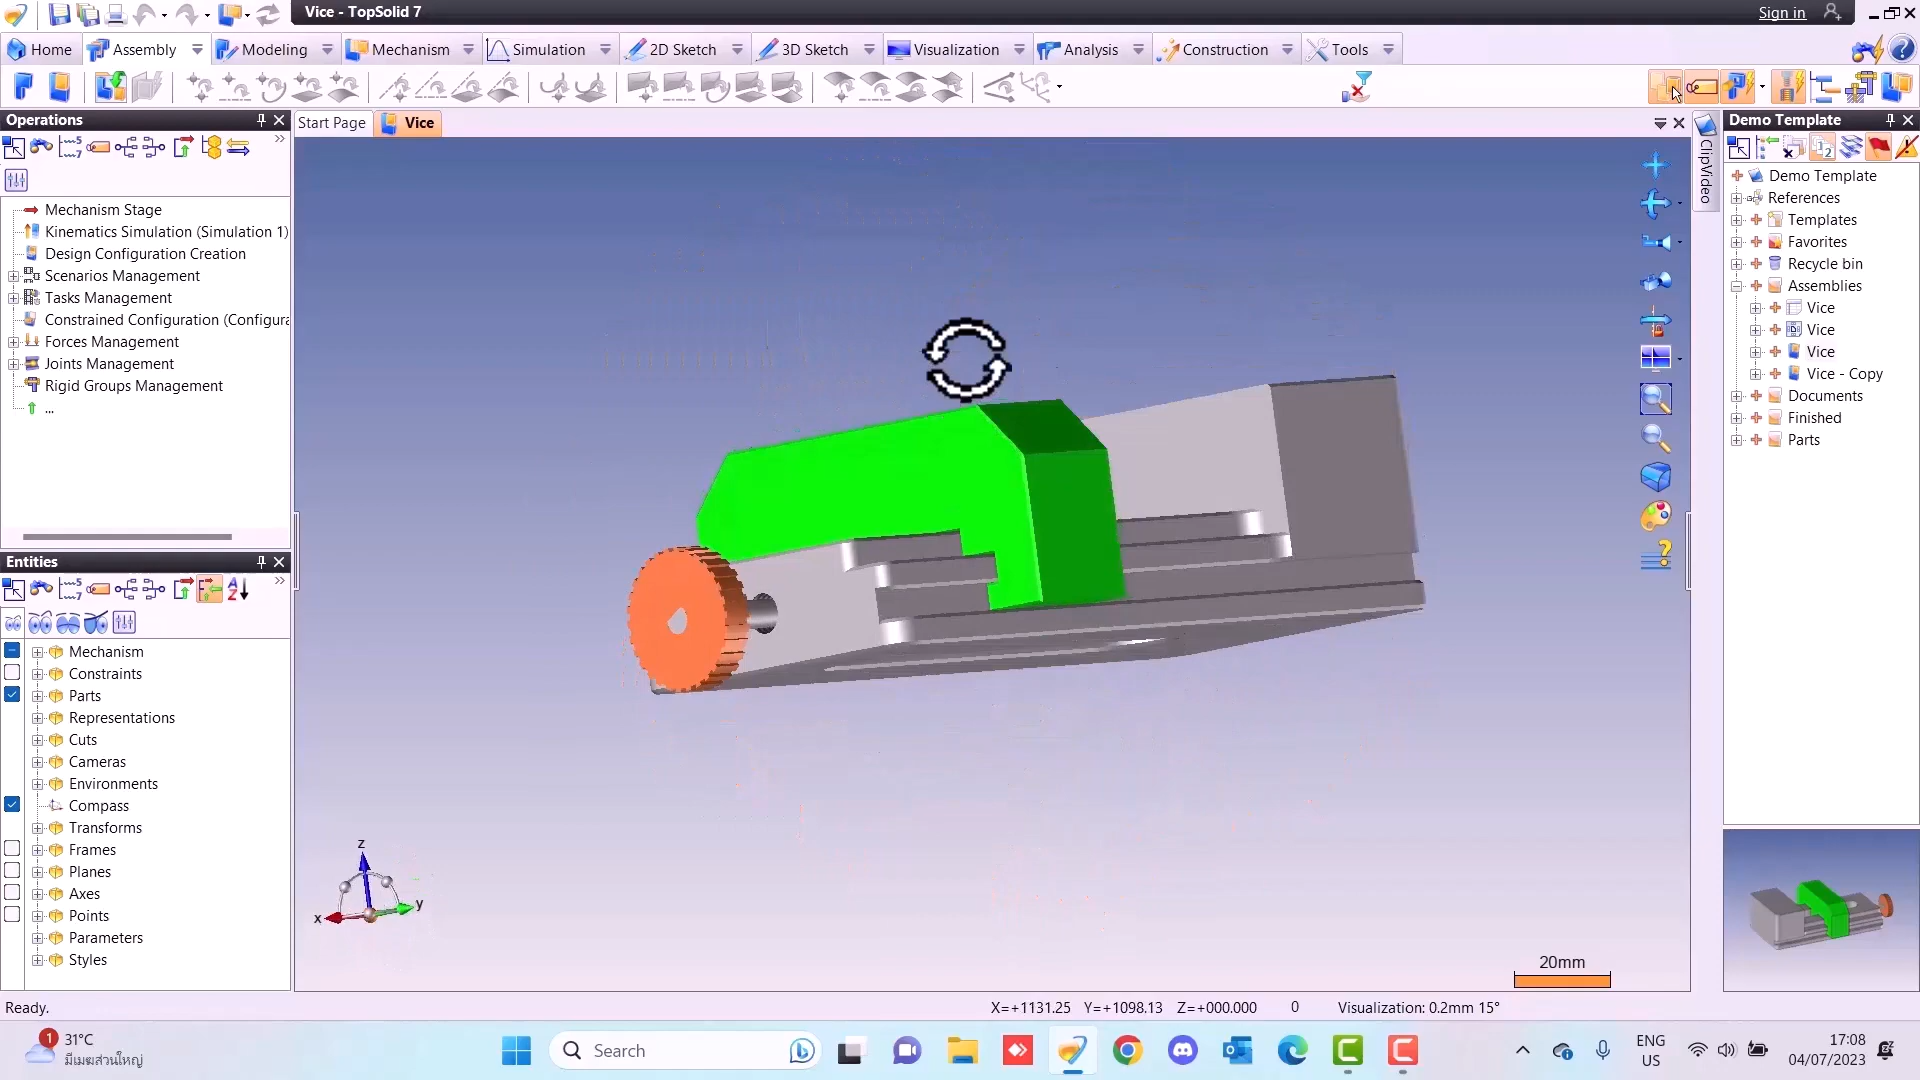 Vice - TopSolid 7
Sign in
Home
Assembly
Modeling
Mechanism
Simulation
2D Sketch
3D Sketch
Visualization
Analysis
Construction
Tools
Operations
Start Page
Vice
ClipVideo
Demo Template
Mechanism Stage
Kinematics Simulation (Simulation 1)
Design Configuration Creation
Scenarios Management
Tasks Management
Constrained Configuration (Configura
Forces Management
Joints Management
Rigid Groups Management
...
Demo Template
References
Templates
Favorites
Recycle bin
Assemblies
Vice
Vice
Vice
Vice - Copy
Documents
Finished
Parts
Entities
Mechanism
Constraints
Parts
Representations
Cuts
Cameras
Environments
Compass
Transforms
Frames
Planes
Axes
Points
Parameters
Styles
z
x
y
20mm
Ready.
X=+1131.25 Y=+1098.13 Z=+000.000 0 Visualization: 0.2mm 15°
1
31°C
มีเมฆส่วนใหญ่
Search
ENG
US
17:08
04/07/2023